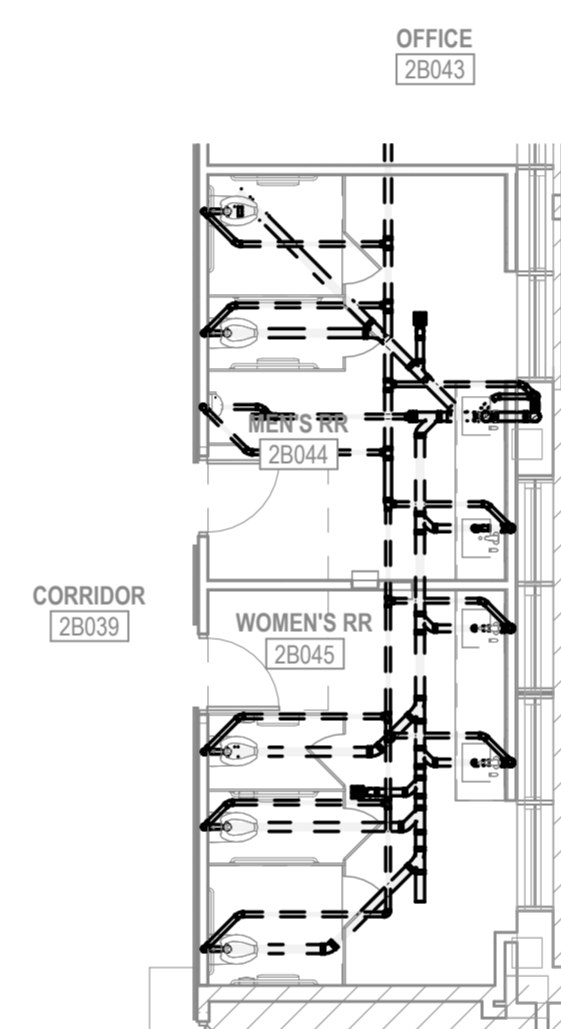 OFFICE
2B043
MEN'S RR
2B044
CORRIDOR
2B039
WOMEN'S RR
2B045